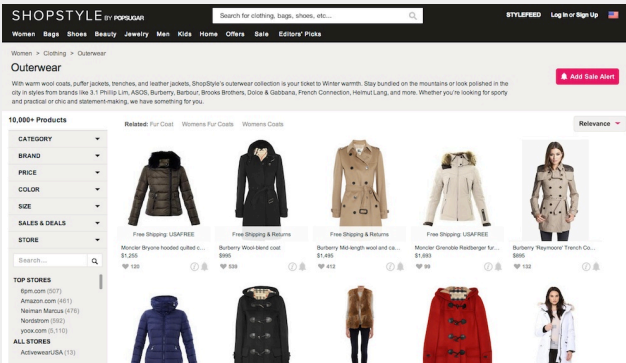 SHOPSTYLE BY POPSUGAR
Search for clothing, bags, shoes, etc...
STYLEFEED Log In or Sign Up
Women Bags Shoes Beauty Jewelry Men Kids Home Offers Sale Editors' Picks
Women > Clothing > Outerwear
Outerwear
With warm wool coats, puffer jackets, trenches, and leather jackets, ShopStyle's outerwear collection is your ticket to Winter warmth. Stay bundled on the mountains or look polished in the
city in styles from brands like 3.1 Phillip Lim, ASOS, Burberry, Barbour, Brooks Brothers, Dolce & Gabbana, French Connection, Helmut Lang, and more. Whether you're looking for sporty
and practical or chic and statement-making, we have something for you.
Add Sale Alert
10,000+ Products
Related: Fur Coat Womens Fur Coats Womens Coats
Relevance
CATEGORY
BRAND
PRICE
COLOR
SIZE
SALES & DEALS
STORE
Search...
TOP STORES
6pm.com (907)
Amazon.com (461)
Neiman Marcus (476)
Nordstrom (592)
yoox.com (5,110)
ALL STORES
ActivewearUSA (13)
Free Shipping: USAFREE
Moncler Bryone hooded quilted c...
$1,255
120
Free Shipping & Returns
Burberry Wool-blend coat
$995
539
Free Shipping & Returns
Burberry Mid-length wool and ca...
$1,495
412
Free Shipping: USAFREE
Moncler Grenoble Rastberger fur...
$1,693
99
Burberry 'Reymoore' Trench Co...
$895
132